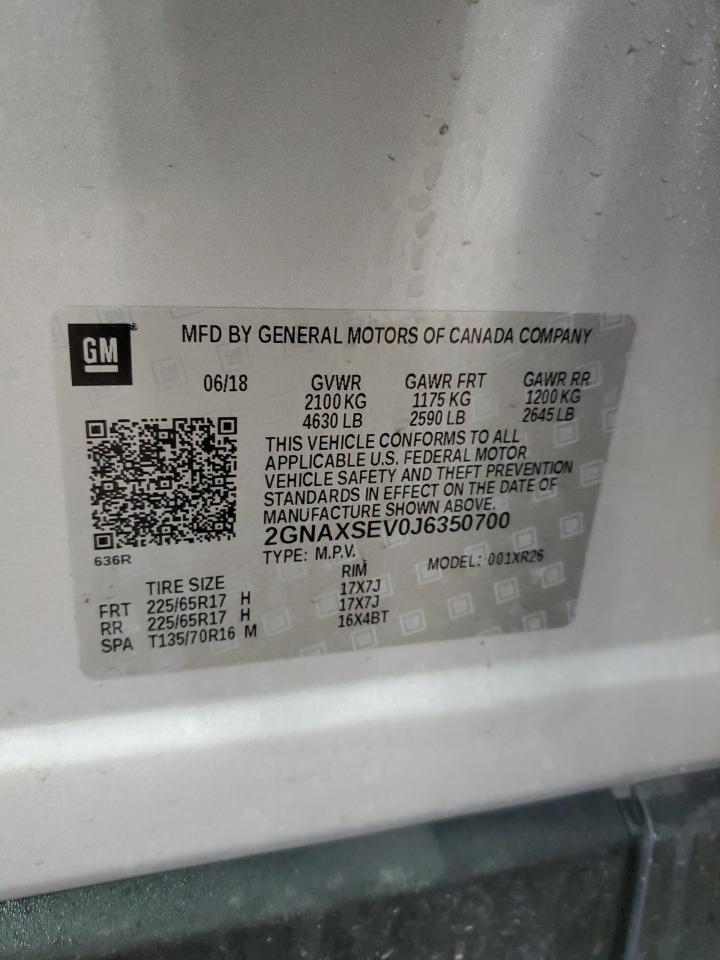 GM
MFD BY GENERAL MOTORS OF CANADA COMPANY
06/18 GVWR GAWR FRT GAWR RR
2100 KG 1175 KG 1200 KG
4630 LB 2590 LB 2645 LB
THIS VEHICLE CONFORMS TO ALL
APPLICABLE U.S. FEDERAL MOTOR
VEHICLE SAFETY AND THEFT PREVENTION
STANDARDS IN EFFECT ON THE DATE OF
MANUFACTURE SHOWN ABOVE.
2GNAXSEV0J6350700
636R
TYPE: M.P.V. MODEL: 001XR26
TIRE SIZE RIM
FRT 225/65R17 H 17X7J
RR 225/65R17 H 17X7J
SPA T135/70R16 M 16X4BT